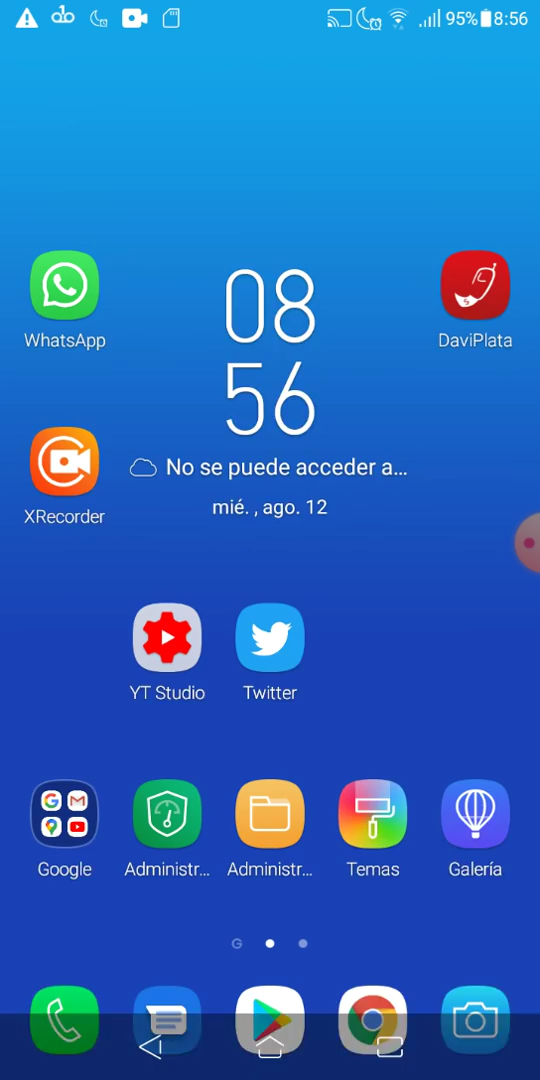 95% 8:56
08
56
WhatsApp
DaviPlata
No se puede acceder a...
mié. , ago. 12
XRecorder
YT Studio
Twitter
Google
Administr...
Administr...
Temas
Galería
G